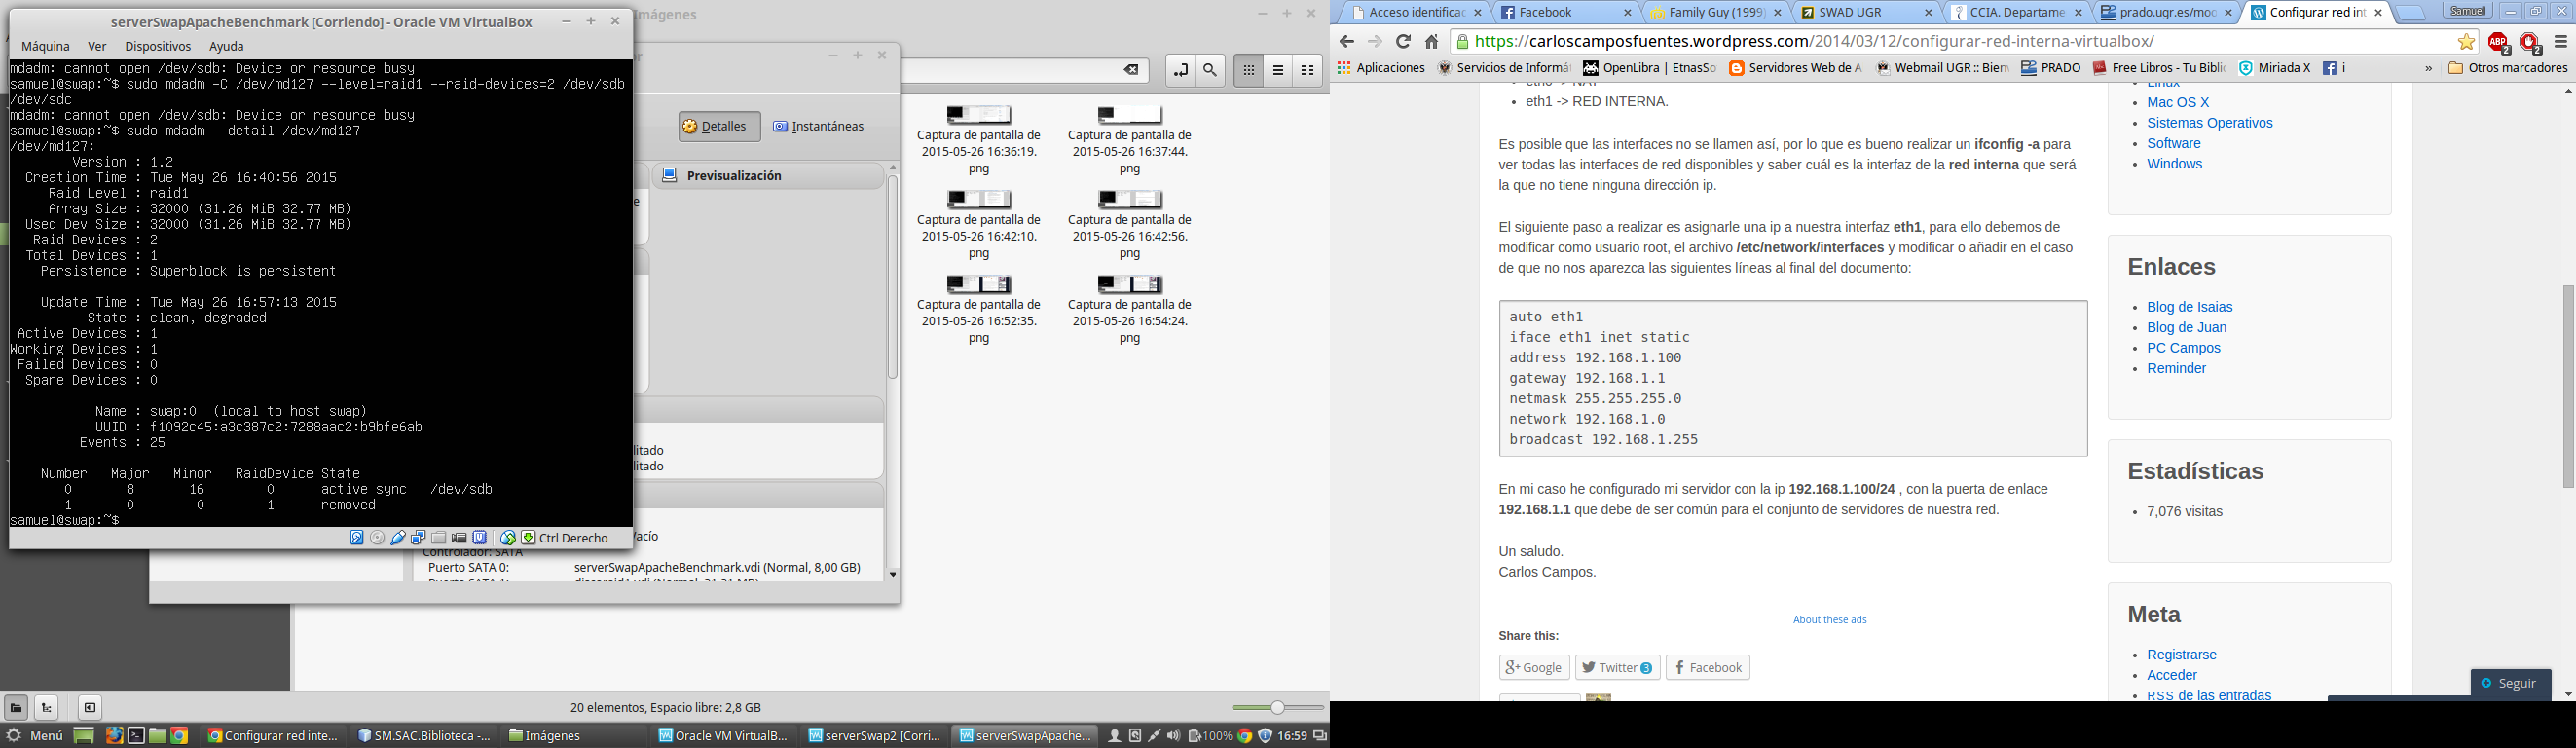 serverSwapApacheBenchmark [Corriendo] - Oracle VM VirtualBox
Máquina Ver Dispositivos Ayuda
mdadm: cannot open /dev/sdb: Device or resource busy
samuel@swap:~$ sudo mdadm -C /dev/md127 --level=raid1 --raid-devices=2 /dev/sdb
/dev/sdc
mdadm: cannot open /dev/sdb: Device or resource busy
samuel@swap:~$ sudo mdadm --detail /dev/md127
/dev/md127:
Version : 1.2
Creation Time : Tue May 26 16:40:56 2015
Raid Level : raid1
Array Size : 32000 (31.26 MiB 32.77 MB)
Used Dev Size : 32000 (31.26 MiB 32.77 MB)
Raid Devices : 2
Total Devices : 1
Persistence : Superblock is persistent
Update Time : Tue May 26 16:57:13 2015
State : clean, degraded
Active Devices : 1
Working Devices : 1
Failed Devices : 0
Spare Devices : 0
Name : swap:0 (local to host swap)
UUID : f1092c45:a3c387c2:7288aac2:b9bfe6ab
Events : 25
Number Major Minor RaidDevice State
0 8 16 0 active sync /dev/sdb
1 0 0 1 removed
samuel@swap:~$
Ctrl Derecho
Imágenes
Detalles Instantáneas
Previsualización
litado
litado
Vacío
Controlador: SATA
Puerto SATA 0: serverSwapApacheBenchmark.vdi (Normal, 8,00 GB)
Captura de pantalla de 2015-05-26 16:36:19.png
Captura de pantalla de 2015-05-26 16:37:44.png
Captura de pantalla de 2015-05-26 16:42:10.png
Captura de pantalla de 2015-05-26 16:42:56.png
Captura de pantalla de 2015-05-26 16:52:35.png
Captura de pantalla de 2015-05-26 16:54:24.png
20 elementos, Espacio libre: 2,8 GB
Menú Configurar red inte... SM.SAC.Biblioteca -... Imágenes Oracle VM VirtualB... serverSwap2 [Corri... serverSwapApache... 100% 16:59
Acceso identificac Facebook Family Guy (1999) SWAD UGR CCIA. Departame prado.ugr.es/moo Configurar red int Samuel
https://carloscamposfuentes.wordpress.com/2014/03/12/configurar-red-interna-virtualbox/
ABP 2 2
Aplicaciones Servicios de Informá OpenLibra | EtnasSo Servidores Web de A Webmail UGR :: Bien PRADO Free Libros - Tu Biblic Miriada X i » Otros marcadores
eth0 -> NAT
eth1 -> RED INTERNA.
Es posible que las interfaces no se llamen así, por lo que es bueno realizar un ifconfig -a para
ver todas las interfaces de red disponibles y saber cuál es la interfaz de la red interna que será
la que no tiene ninguna dirección ip.
El siguiente paso a realizar es asignarle una ip a nuestra interfaz eth1, para ello debemos de
modificar como usuario root, el archivo /etc/network/interfaces y modificar o añadir en el caso
de que no nos aparezca las siguientes líneas al final del documento:
auto eth1
iface eth1 inet static
address 192.168.1.100
gateway 192.168.1.1
netmask 255.255.255.0
network 192.168.1.0
broadcast 192.168.1.255
En mi caso he configurado mi servidor con la ip 192.168.1.100/24 , con la puerta de enlace
192.168.1.1 que debe de ser común para el conjunto de servidores de nuestra red.
Un saludo.
Carlos Campos.
About these ads
Share this:
Google Twitter 3 Facebook
Linux
Mac OS X
Sistemas Operativos
Software
Windows
Enlaces
Blog de Isaias
Blog de Juan
PC Campos
Reminder
Estadísticas
7,076 visitas
Meta
Registrarse
Acceder
RSS de las entradas
Seguir